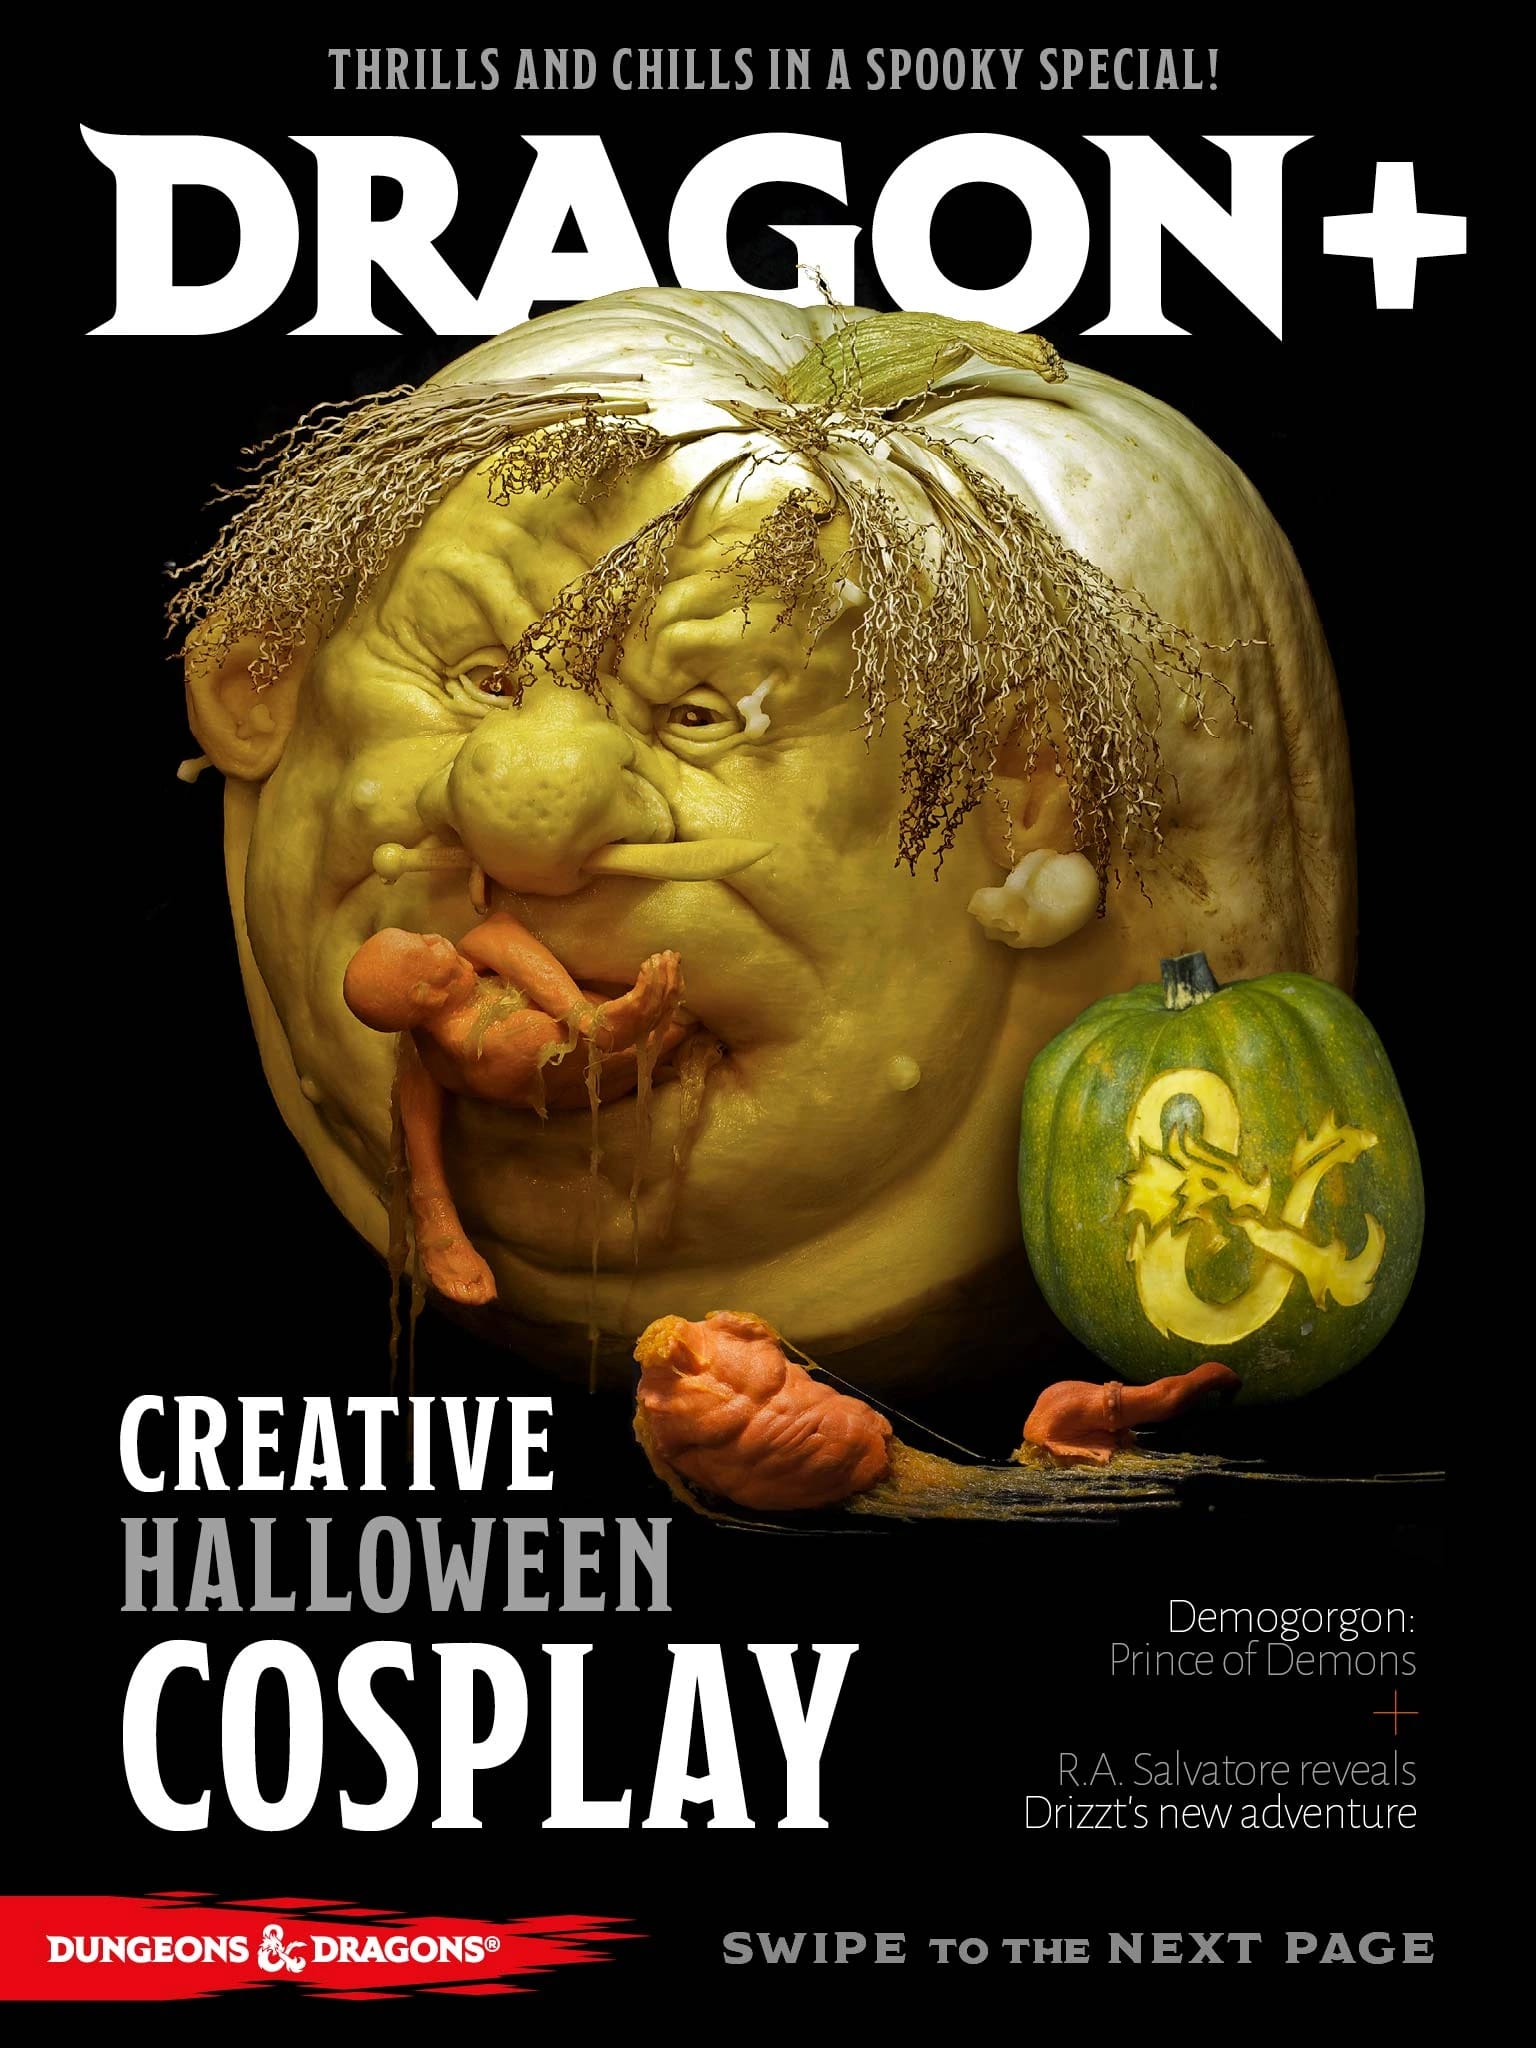 THRILLS AND CHILLS IN A SPOOKY SPECIAL!
DRAGON+
CREATIVE
HALLOWEEN
COSPLAY
Demogorgon:
Prince of Demons
+
R.A. Salvatore reveals
Drizzt's new adventure
DUNGEONS & DRAGONS®
SWIPE TO THE NEXT PAGE